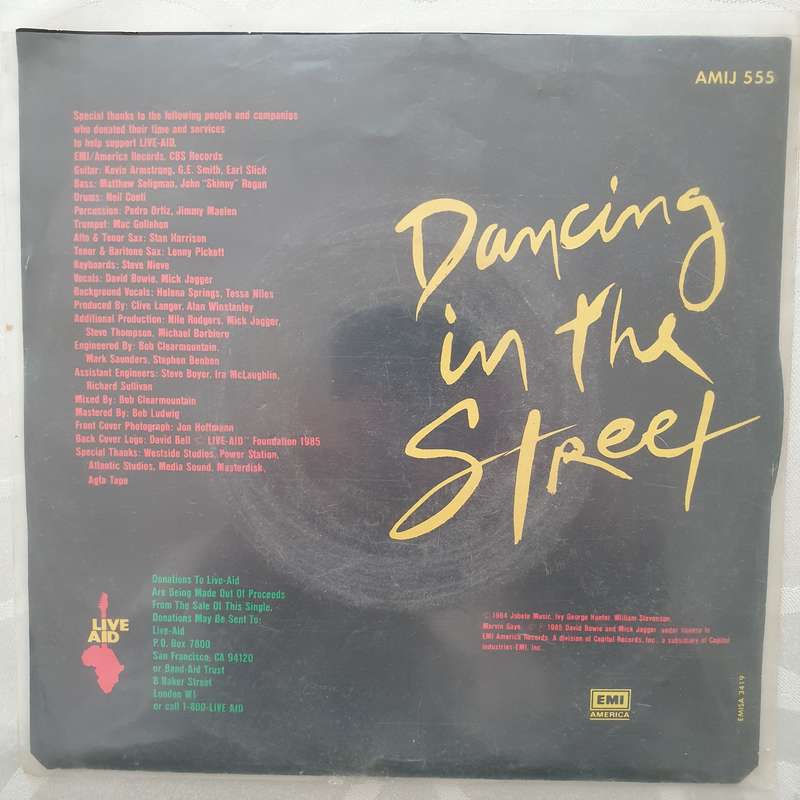 AMIJ 555
Special thanks to the following people and companies
who donated their time and services
to help support LIVE-AID.
EMI/America Records, CBS Records
Guitar: Kevin Armstrong, G.E. Smith, Earl Slick
Bass: Matthew Seligman, John "Skinny" Regan
Drums: Neil Conti
Percussion: Pedro Ortiz, Jimmy Maelen
Trumpet: Mac Gollehon
Alto & Tenor Sax: Stan Harrison
Tenor & Baritone Sax: Lenny Pickett
Keyboards: Steve Nieve
Vocals: David Bowie, Mick Jagger
Background Vocals: Helena Springs, Tessa Niles
Produced By: Clive Langer, Alan Winstanley
Additional Production: Nile Rodgers, Mick Jagger,
Steve Thompson, Michael Barbiero
Engineered By: Bob Clearmountain,
Mark Saunders, Stephen Benben
Assistant Engineers: Steve Boyer, Ira McLaughlin,
Richard Sullivan
Mixed By: Bob Clearmountain
Mastered By: Bob Ludwig
Front Cover Photograph: Jon Hoffmann
Back Cover Logo: David Bell © LIVE-AID™ Foundation 1985
Special Thanks: Westside Studios, Power Station,
Atlantic Studios, Media Sound, Masterdisk,
Agfa Tape
Dancing
in the
Street
LIVE
AID
Donations To Live-Aid
Are Being Made Out Of Proceeds
From The Sale Of This Single.
Donations May Be Sent To:
Live-Aid
P.O. Box 7800
San Francisco, CA 94120
or Band-Aid Trust
8 Baker Street
London W1
or call 1-800-LIVE AID
© 1964 Jobete Music, Ivy George Hunter, William Stevenson,
Marvin Gaye. 1985 David Bowie and Mick Jagger under license to
EMI America Records, A division of Capitol Records, Inc., a subsidiary of Capitol
Industries-EMI, Inc.
EMI
AMERICA
EMISA 3419